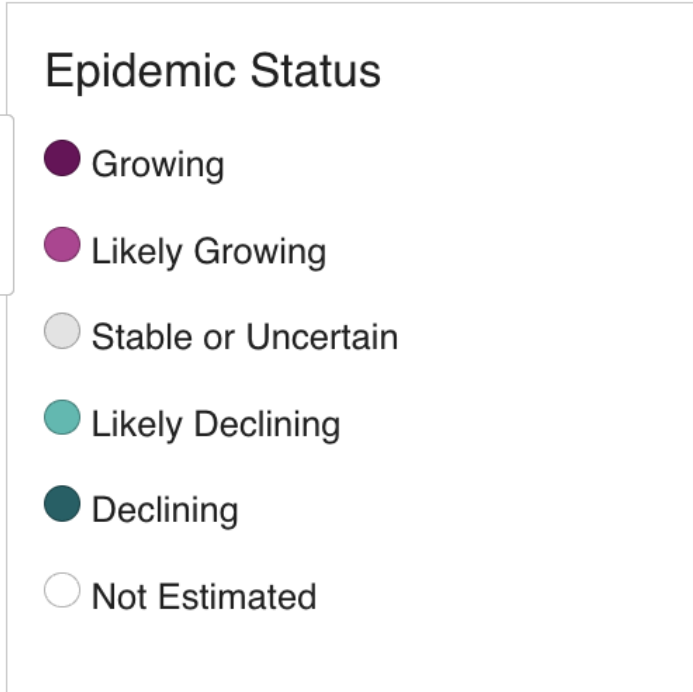 Epidemic Status
Growing
Likely Growing
Stable or Uncertain
Likely Declining
Declining
Not Estimated